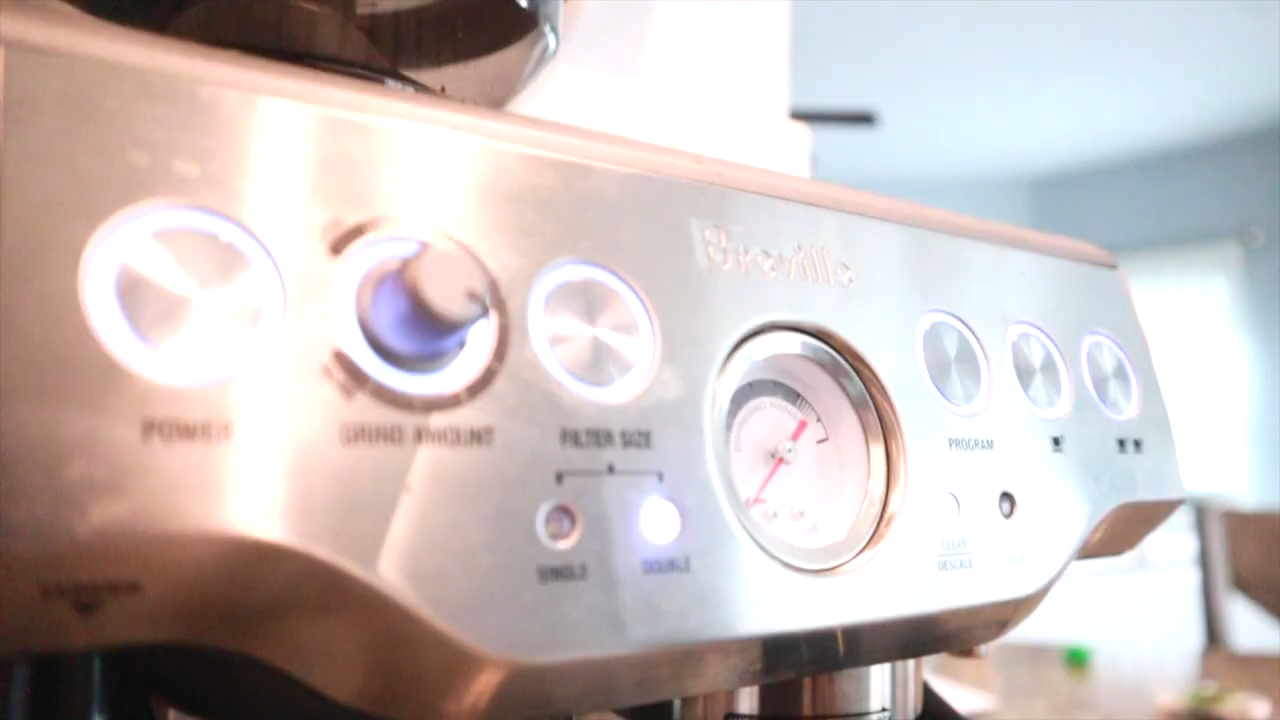 Breville
POWER
GRIND AMOUNT
FILTER SIZE
PROGRAM
SINGLE
DOUBLE
CLEAN
DESCALE